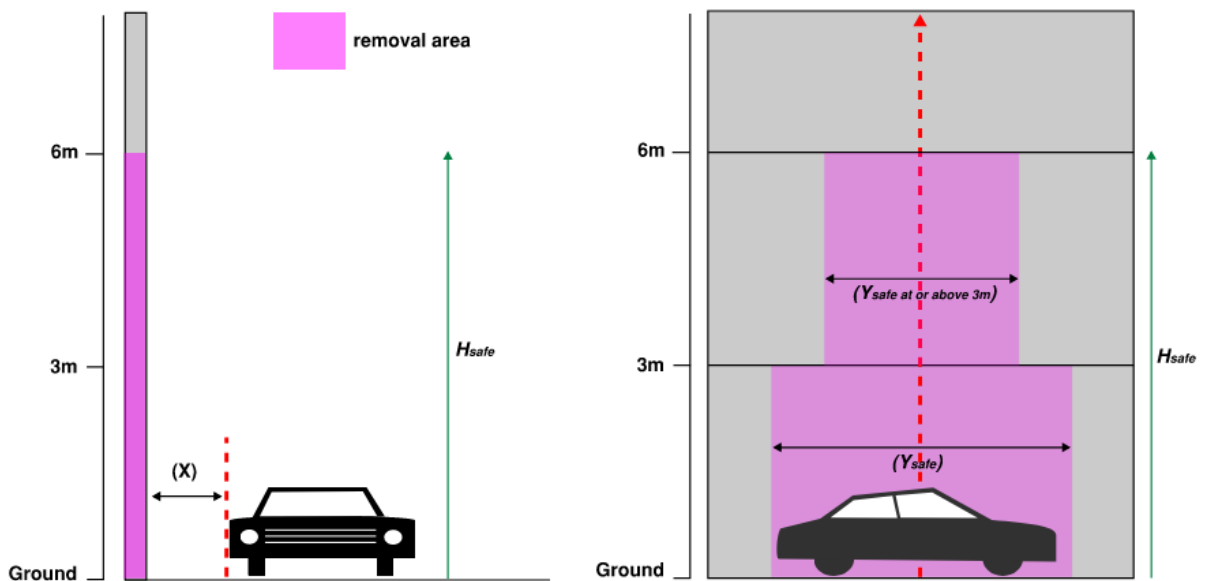 removal area
6m
3m
Ground
(X)
Hsafe
6m
3m
Ground
(Ysafe at or above 3m)
(Ysafe)
Hsafe